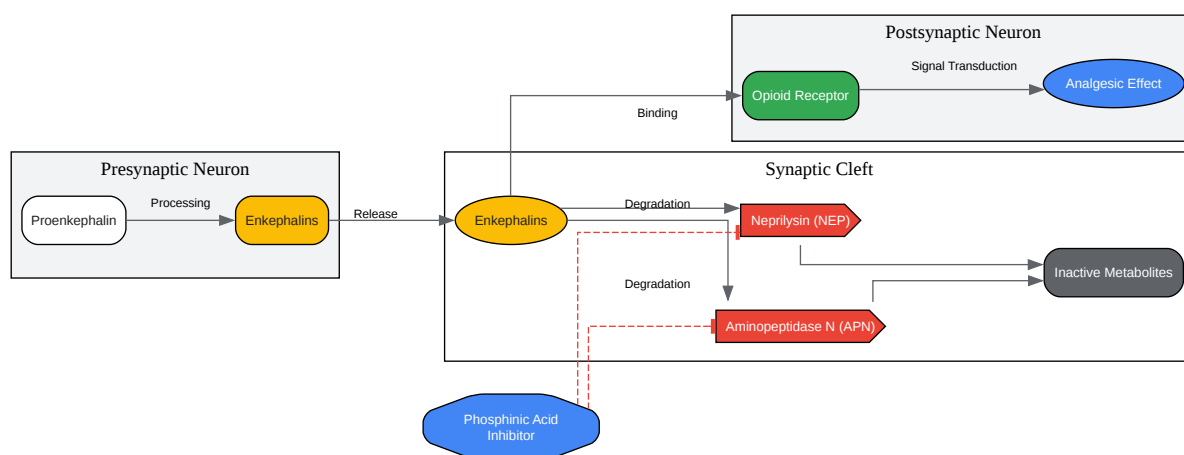 Postsynaptic Neuron
Signal Transduction
Opioid Receptor
Analgesic Effect
Binding
Presynaptic Neuron
Synaptic Cleft
Processing
Proenkephalin
Enkephalins
Release
Enkephalins
Degradation
Neprilysin (NEP)
Inactive Metabolites
Degradation
Aminopeptidase N (APN)
Phosphinic Acid
Inhibitor